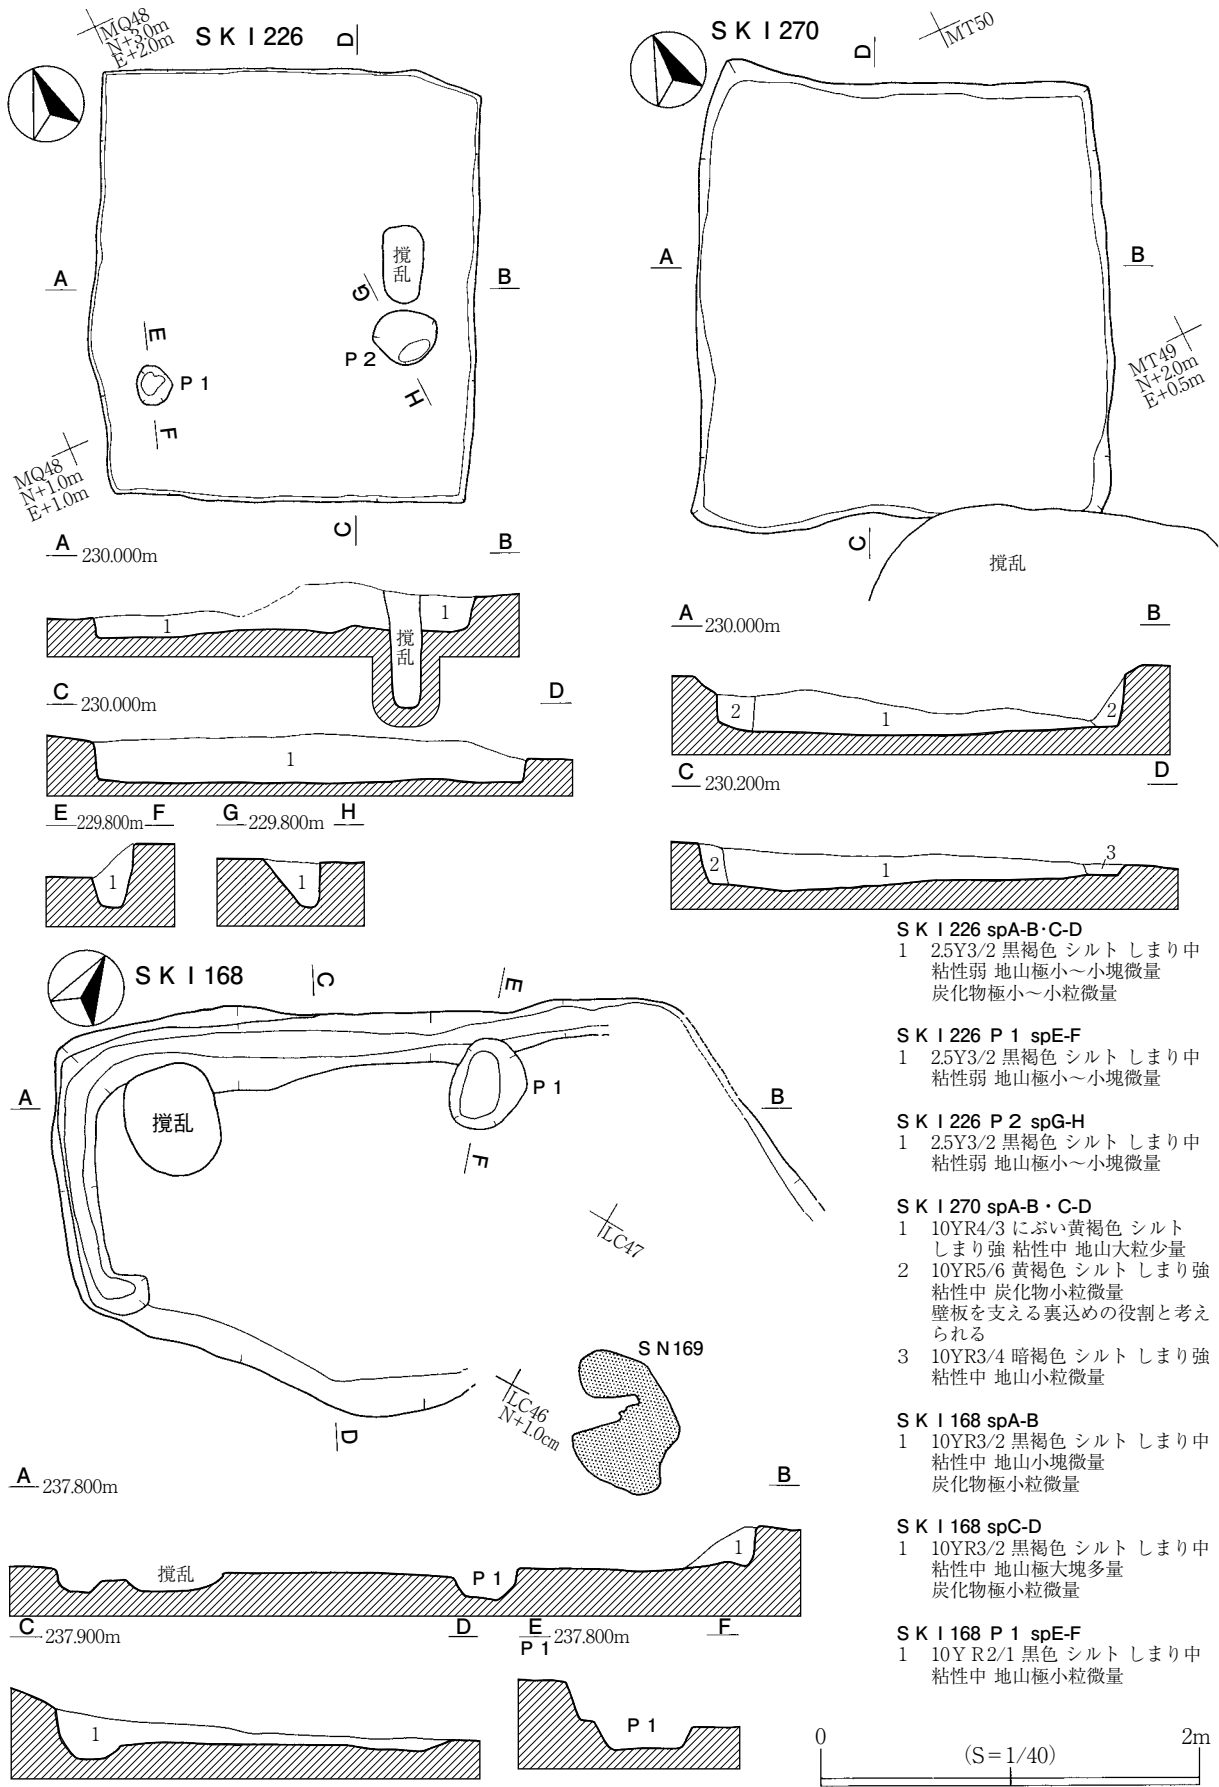 MQ48
N+3.0m
E+2.0m
ＳＫＩ226
D
A
B
攪乱
G
E
P 2
P 1
H
F
MQ48
N+1.0m
E+1.0m
C
A 230.000m B
1
1
攪乱
C 230.000m D
1
E 229.800m F
1
G 229.800m H
1
ＳＫＩ270
MT50
D
A
B
MT49
N+2.0m
E+0.5m
C
攪乱
A 230.000m B
2
1
2
C 230.200m D
2
1
3
ＳＫＩ168
C
E
A
B
攪乱
P 1
F
LC47
ＳＮ169
LC46
N+1.0cm
D
A 237.800m B
攪乱
P 1
1
C 237.900m D
1
E 237.800m F
P 1
P 1
ＳＫＩ226 spA-B・C-D
1 2.5Y3/2 黒褐色 シルト しまり中
粘性弱 地山極小～小塊微量
炭化物極小～小粒微量
ＳＫＩ226 P 1 spE-F
1 2.5Y3/2 黒褐色 シルト しまり中
粘性弱 地山極小～小塊微量
ＳＫＩ226 P 2 spG-H
1 2.5Y3/2 黒褐色 シルト しまり中
粘性弱 地山極小～小塊微量
ＳＫＩ270 spA-B・C-D
1 10YR4/3 にぶい黄褐色 シルト
しまり強 粘性中 地山大粒少量
2 10YR5/6 黄褐色 シルト しまり強
粘性中 炭化物小粒微量
壁板を支える裏込めの役割と考え
られる
3 10YR3/4 暗褐色 シルト しまり強
粘性中 地山小粒微量
ＳＫＩ168 spA-B
1 10YR3/2 黒褐色 シルト しまり中
粘性中 地山小塊微量
炭化物極小粒微量
ＳＫＩ168 spC-D
1 10YR3/2 黒褐色 シルト しまり中
粘性中 地山極大塊多量
炭化物極小粒微量
ＳＫＩ168 P 1 spE-F
1 10ＹＲ2/1 黒色 シルト しまり中
粘性中 地山極小粒微量
0 2m
(S=1/40)